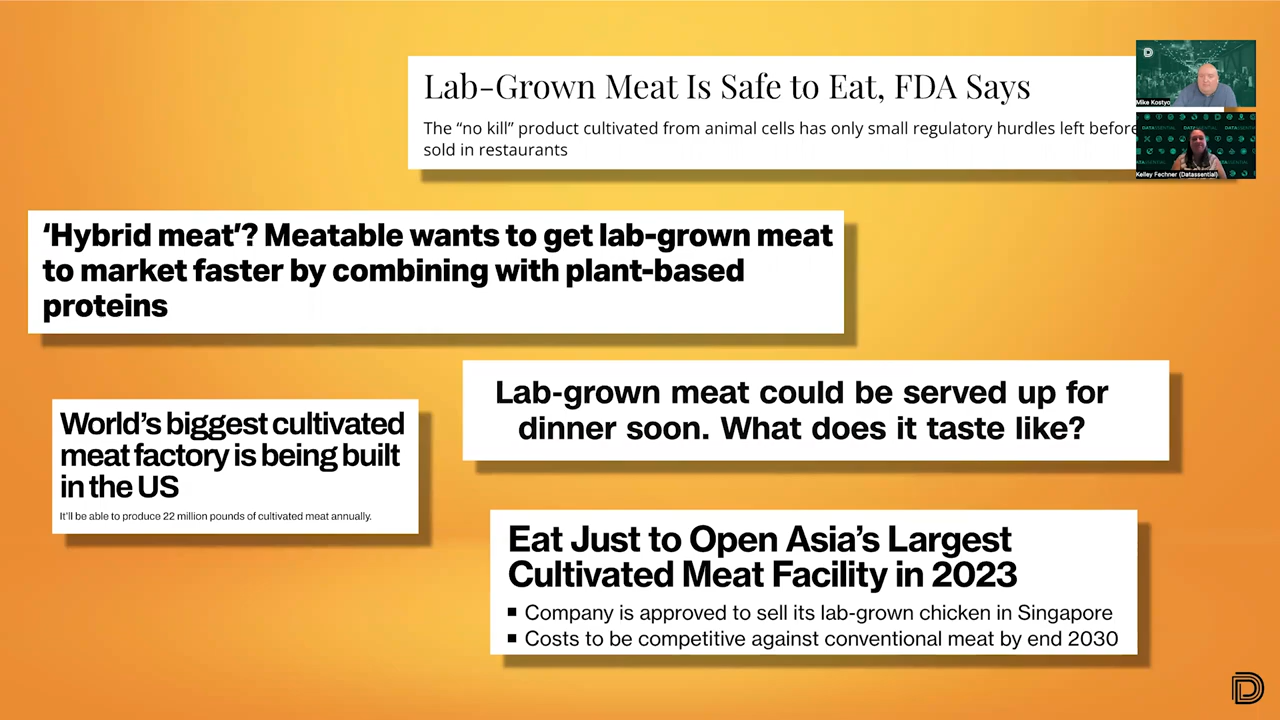 Lab-Grown Meat Is Safe to Eat, FDA Says
The “no kill” product cultivated from animal cells has only small regulatory hurdles left before
sold in restaurants
Mike Kostyo
DATASSENTIAL
Kelley Fechner (Datassential)
‘Hybrid meat’? Meatable wants to get lab-grown meat
to market faster by combining with plant-based
proteins
Lab-grown meat could be served up for
dinner soon. What does it taste like?
World’s biggest cultivated
meat factory is being built
in the US
It’ll be able to produce 22 million pounds of cultivated meat annually.
Eat Just to Open Asia’s Largest
Cultivated Meat Facility in 2023
▪ Company is approved to sell its lab-grown chicken in Singapore
▪ Costs to be competitive against conventional meat by end 2030